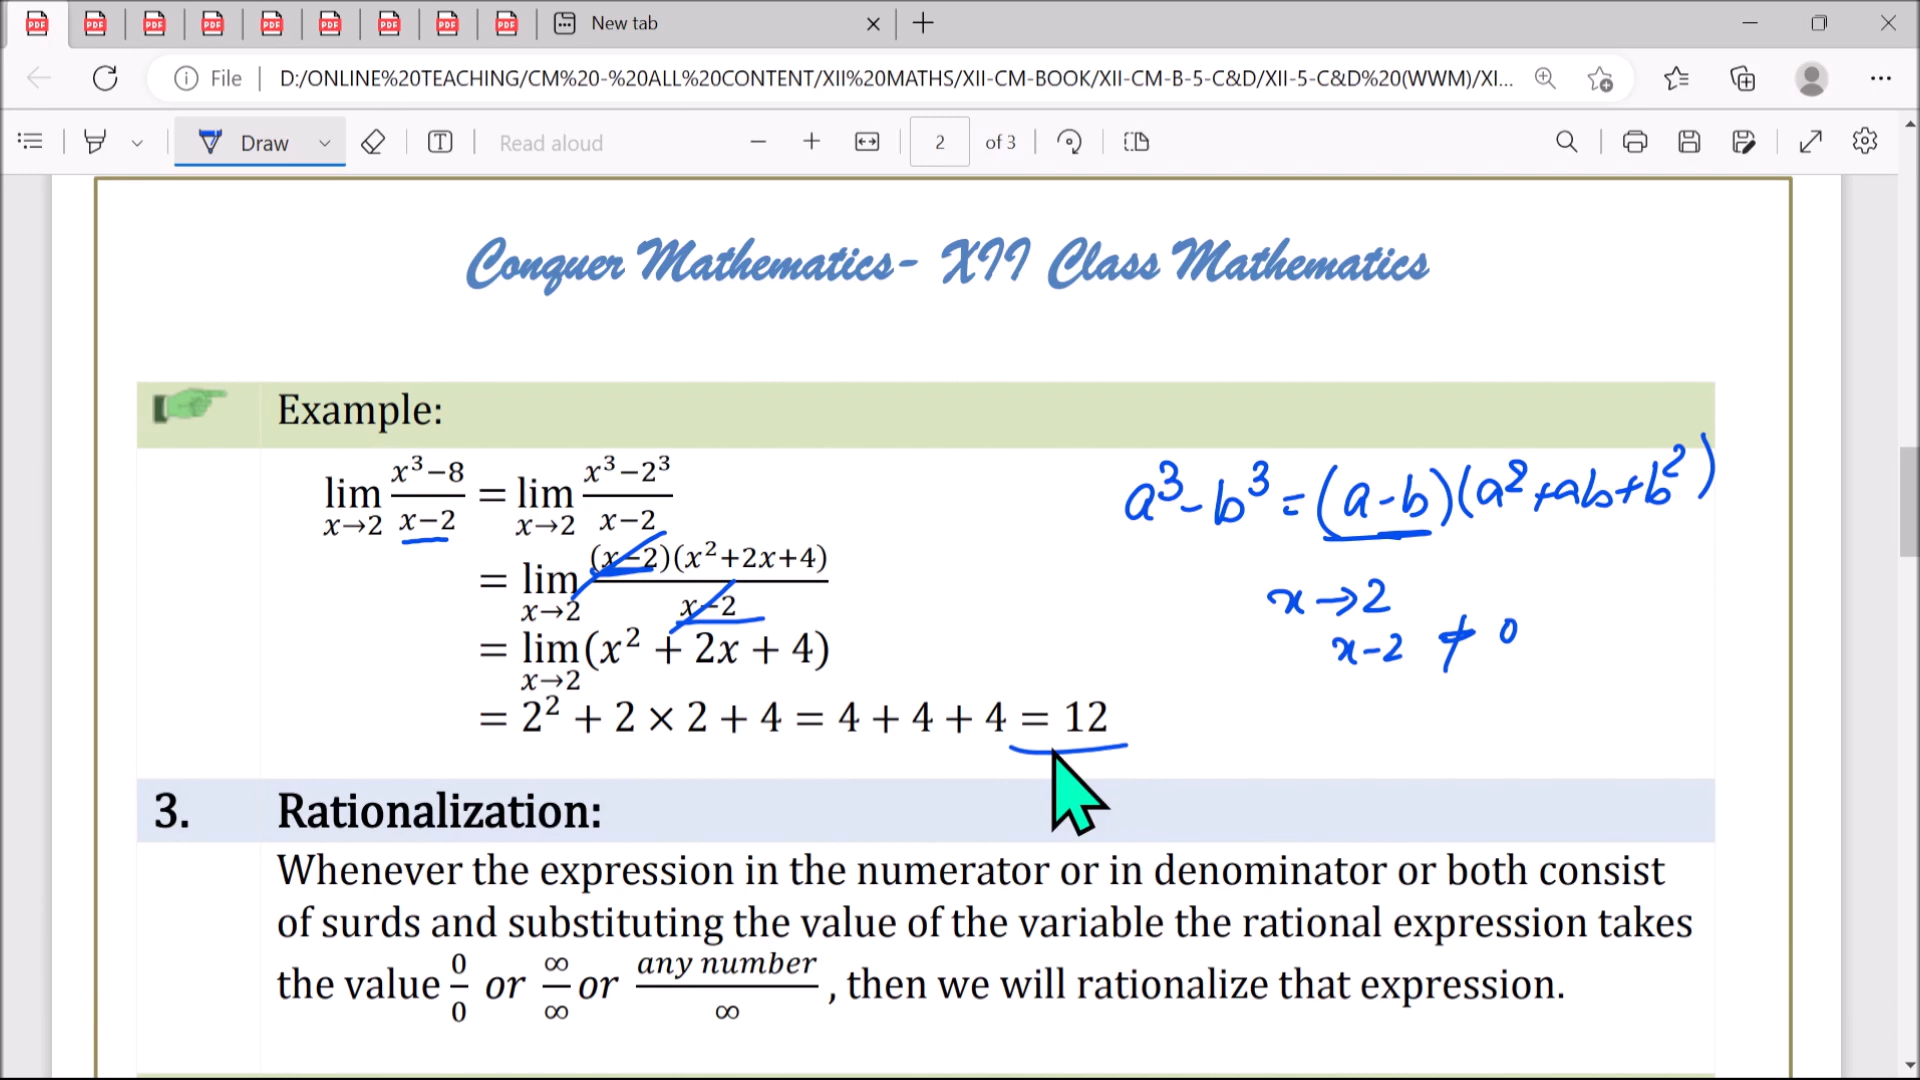 New tab
File
D:/ONLINE%20TEACHING/CM%20-%20ALL%20CONTENT/XII%20MATHS/XII-CM-BOOK/XII-CM-B-5-C&D/XII-5-C&D%20(WWM)/XI...
Draw
Read aloud
2 of 3
Conquer Mathematics- XII Class Mathematics
Example:
lim x→2 (x³−8)/(x−2) = lim x→2 (x³−2³)/(x−2)
a³-b³=(a-b)(a²+ab+b²)
= lim x→2 (x−2)(x²+2x+4)/(x−2)
x→2
x-2 ≠ 0
= lim x→2 (x² + 2x + 4)
= 2² + 2 × 2 + 4 = 4 + 4 + 4 = 12
3. Rationalization:
Whenever the expression in the numerator or in denominator or both consist
of surds and substituting the value of the variable the rational expression takes
the value 0/0 or ∞/∞ or any number/∞, then we will rationalize that expression.